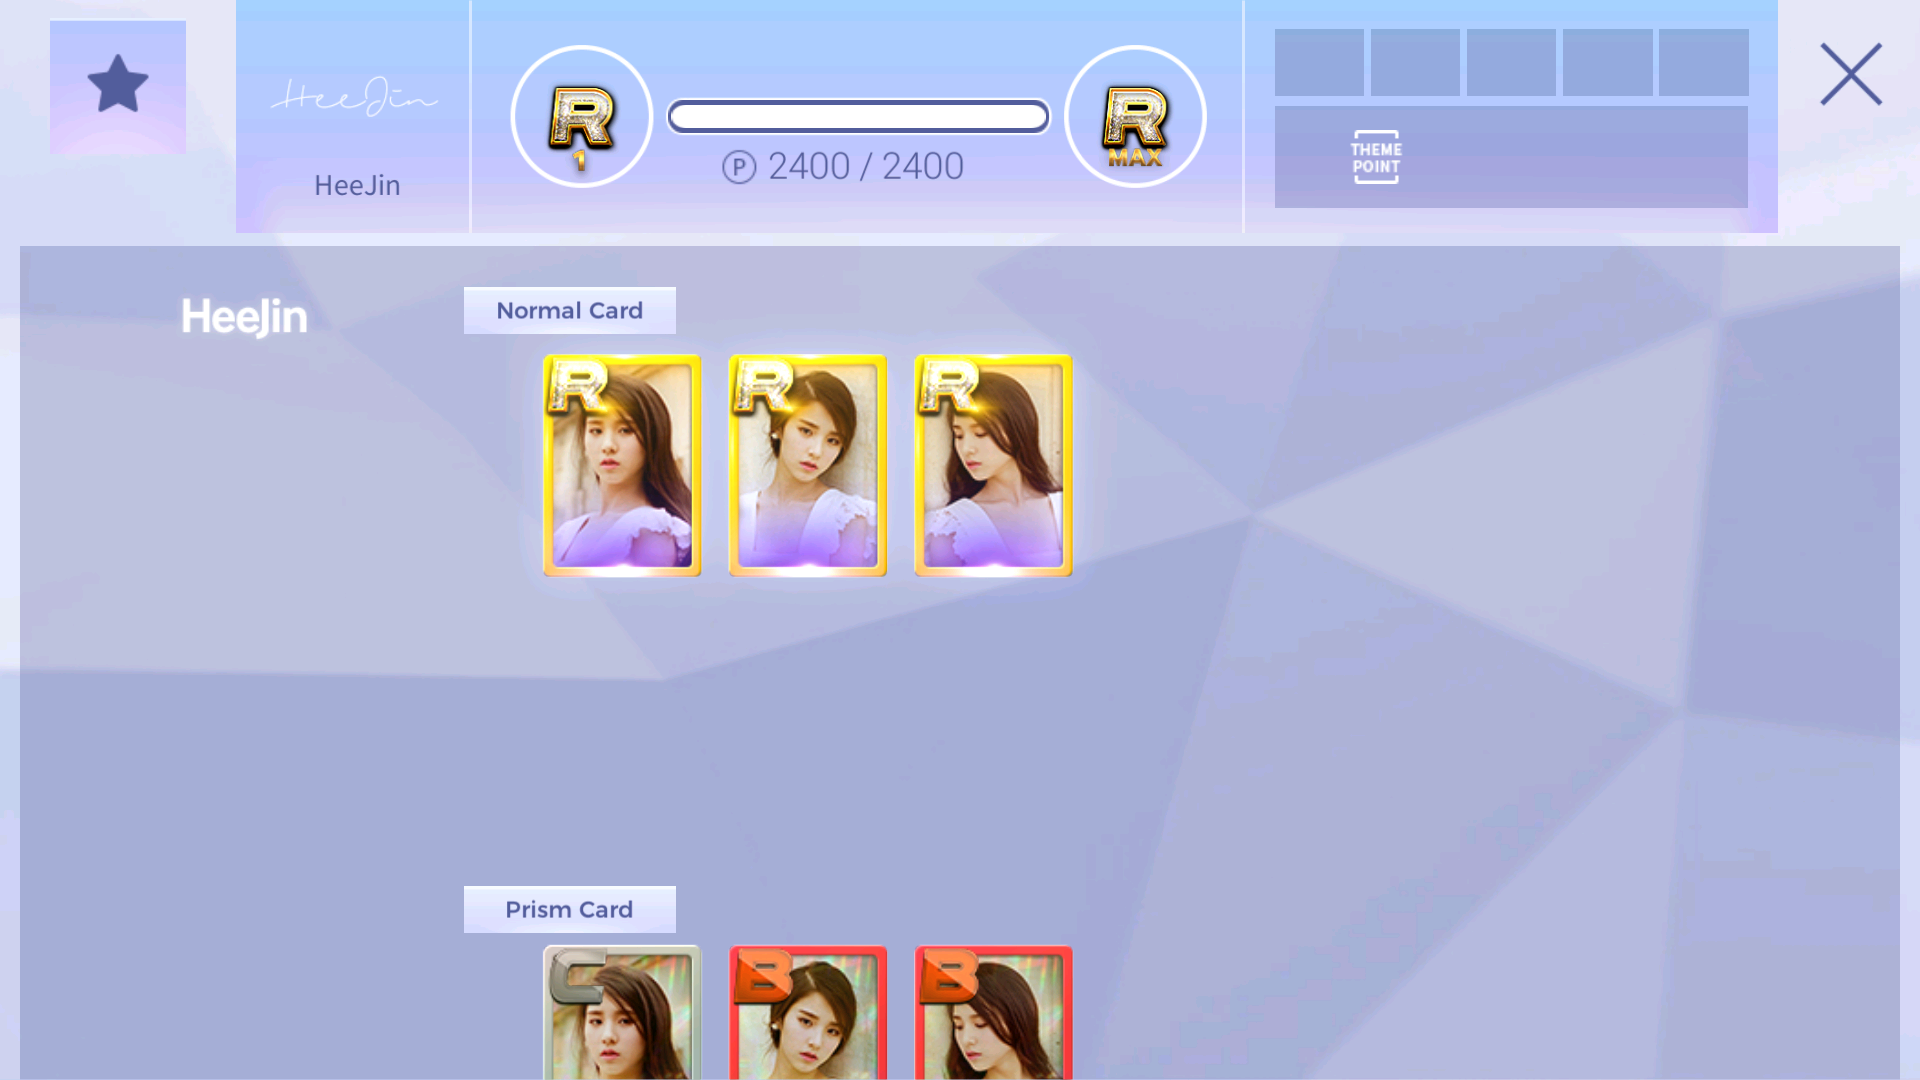 HeeJin
HeeJin
R
1
P 2400 / 2400
R
MAX
THEME
POINT
HeeJin
Normal Card
R
R
R
Prism Card
C
B
B